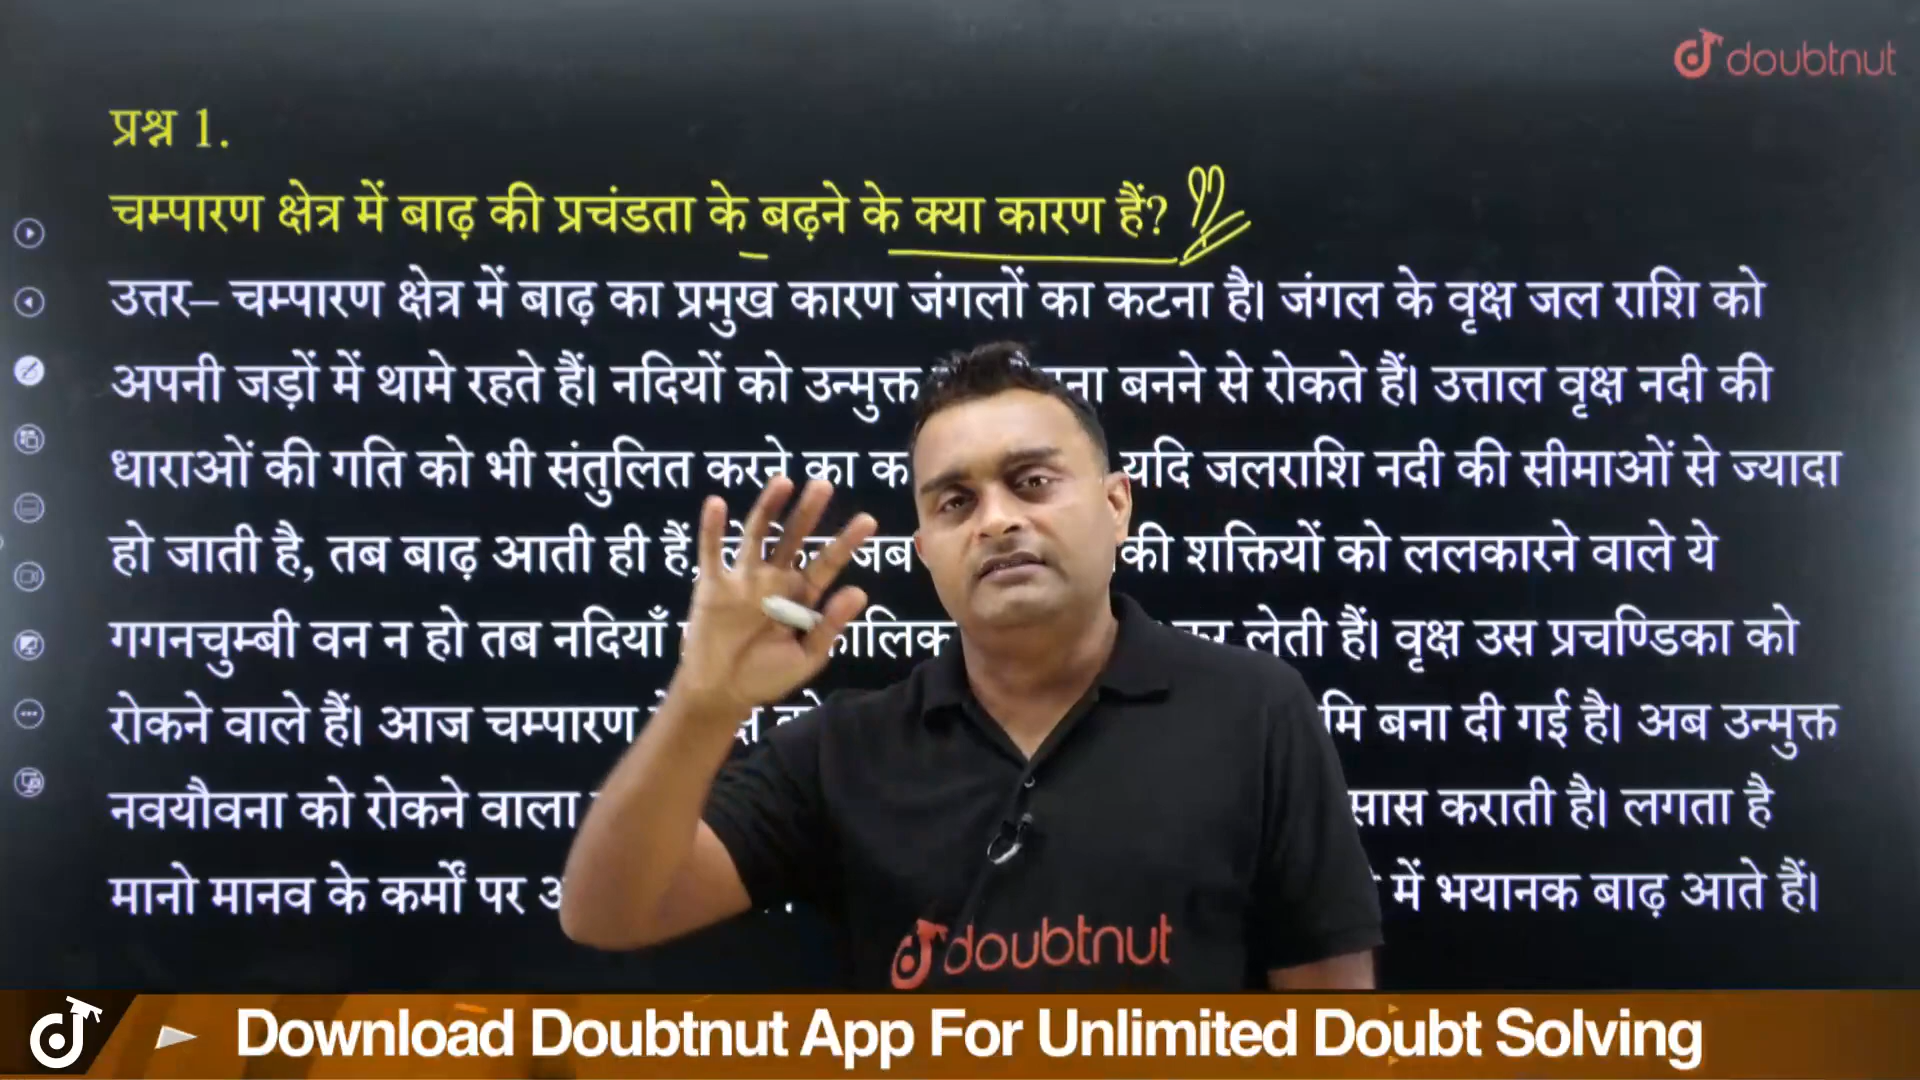 doubtnut
प्रश्न 1.
चम्पारण क्षेत्र में बाढ़ की प्रचंडता के बढ़ने के क्या कारण हैं?
उत्तर– चम्पारण क्षेत्र में बाढ़ का प्रमुख कारण जंगलों का कटना है। जंगल के वृक्ष जल राशि को
अपनी जड़ों में थामे रहते हैं। नदियों को उन्मुक्त बनने से रोकते हैं। उत्ताल वृक्ष नदी की
धाराओं की गति को भी संतुलित करने का यदि जलराशि नदी की सीमाओं से ज्यादा
हो जाती है, तब बाढ़ आती ही हैं, लेकिन जब की शक्तियों को ललकारने वाले ये
गगनचुम्बी वन न हो तब नदियाँ कर लेती हैं। वृक्ष उस प्रचण्डिका को
रोकने वाले हैं। आज चम्पारण बना दी गई है। अब उन्मुक्त
नवयौवना को रोकने वाला कराती है। लगता है
मानो मानव के कर्मों पर में भयानक बाढ़ आते हैं।
doubtnut
Download Doubtnut App For Unlimited Doubt Solving